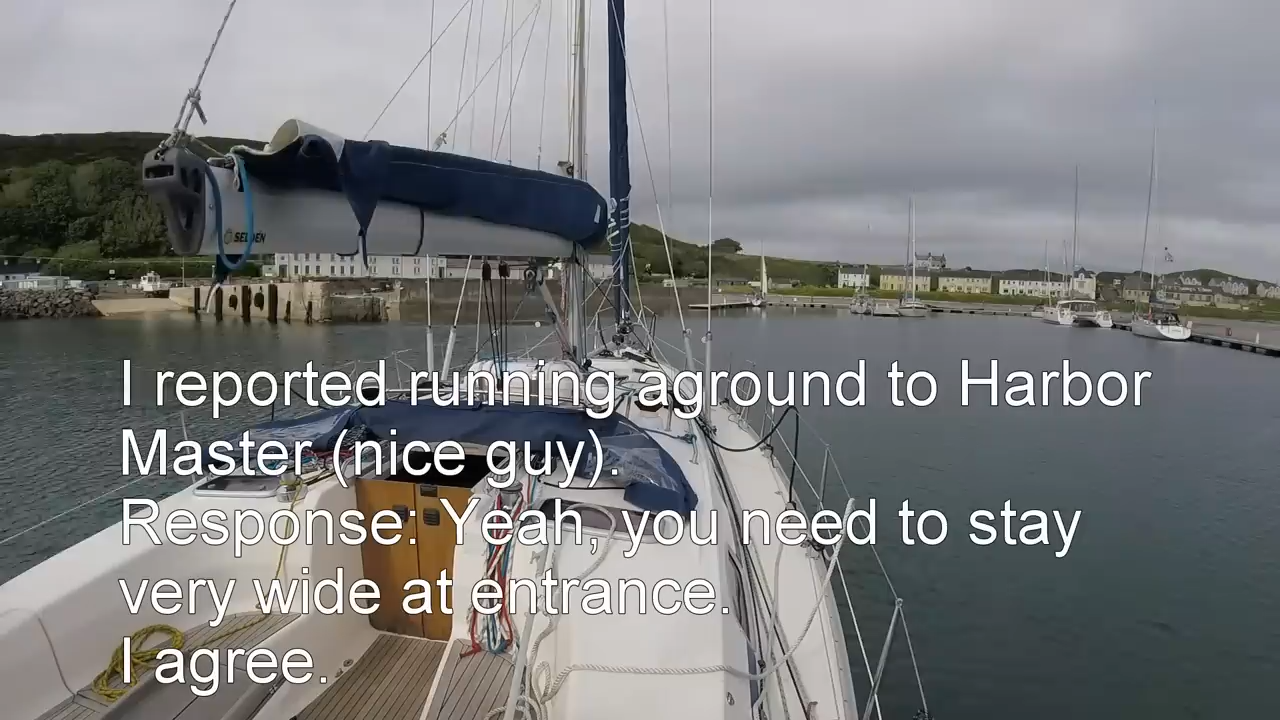 SELDEN
I reported running aground to Harbor
Master (nice guy).
Response: Yeah, you need to stay
very wide at entrance.
I agree.